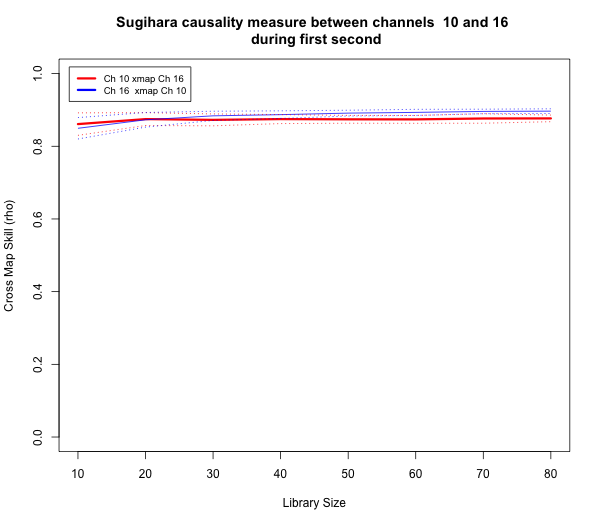 Sugihara causality measure between channels  10 and 16
during first second
Ch 10 xmap Ch 16
Ch 16  xmap Ch 10
Cross Map Skill (rho)
1.0
0.8
0.6
0.4
0.2
0.0
10 20 30 40 50 60 70 80
Library Size